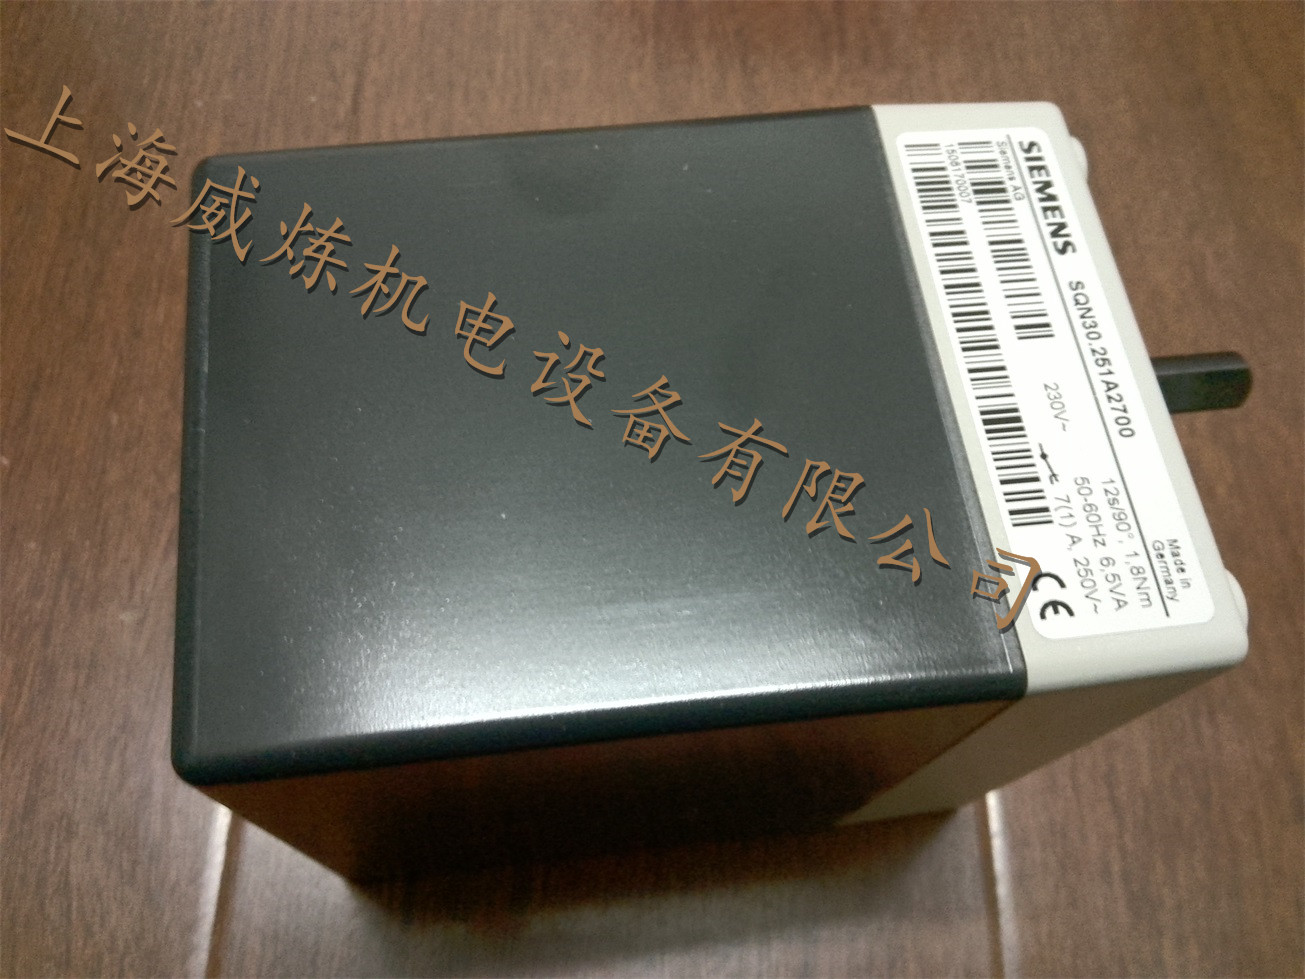 上海威炼机电设备有限公司
SIEMENS SQN30.251A2700
Made in
Germany
Siemens AG
12s/90°, 1,8Nm
230V~ 50-60Hz 6,5VA
7(1) A, 250V~
1506170007
CE